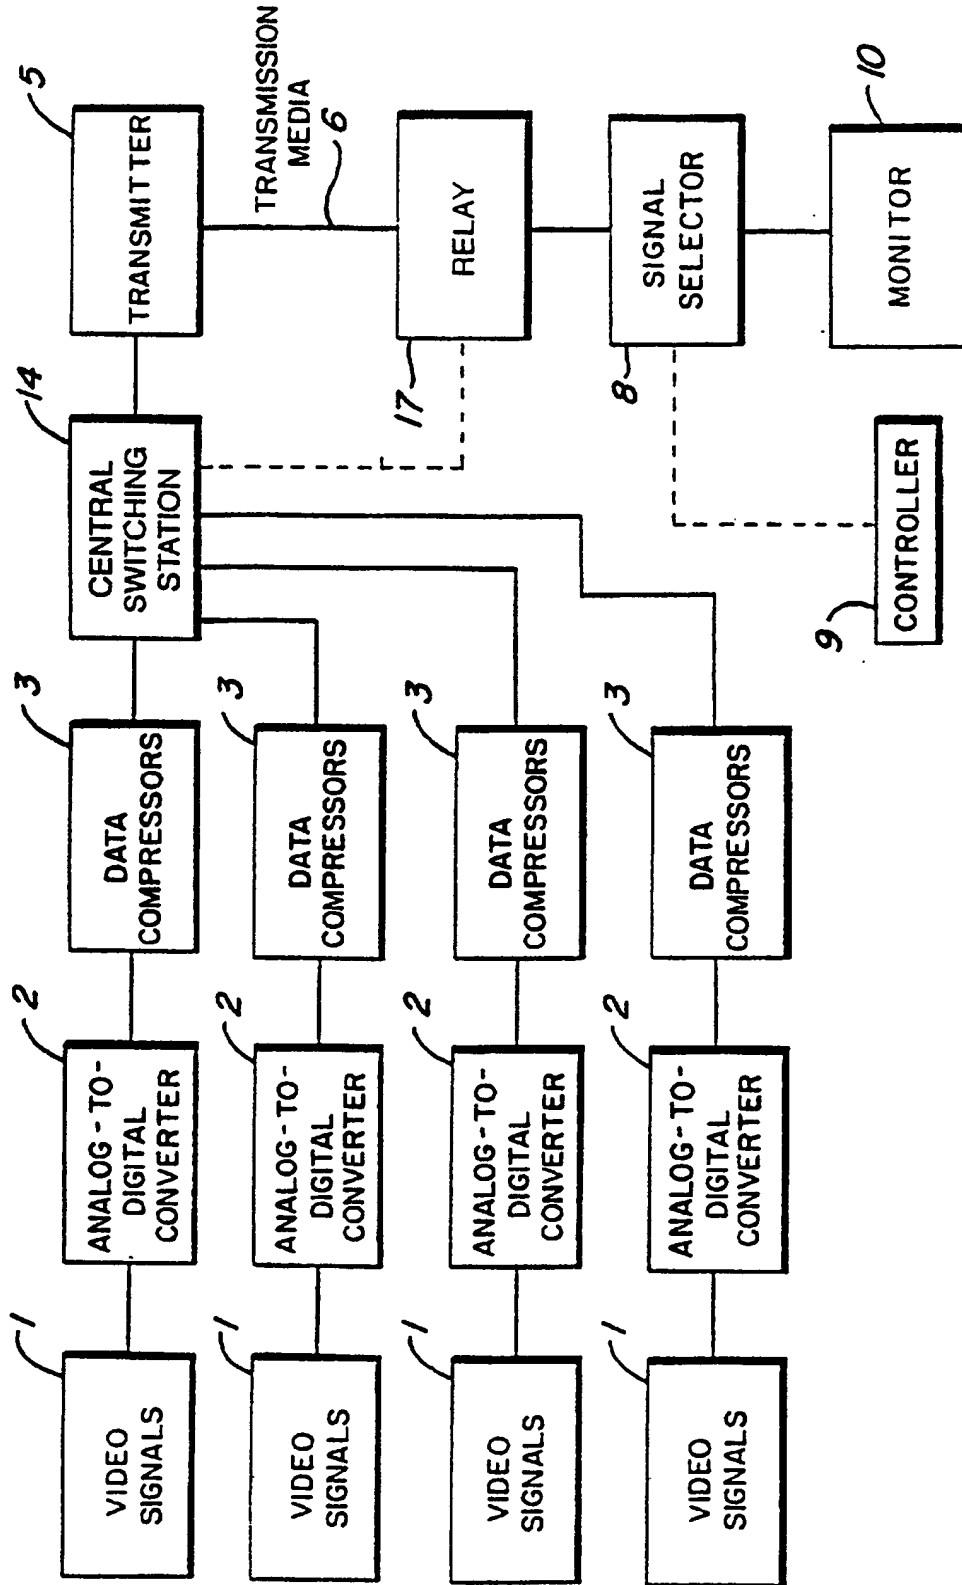 1
VIDEO
SIGNALS
2
ANALOG-TO-
DIGITAL
CONVERTER
3
DATA
COMPRESSORS
14
CENTRAL
SWITCHING
STATION
5
TRANSMITTER
TRANSMISSION
MEDIA
6
1
VIDEO
SIGNALS
2
ANALOG-TO-
DIGITAL
CONVERTER
3
DATA
COMPRESSORS
17
RELAY
1
VIDEO
SIGNALS
2
ANALOG-TO-
DIGITAL
CONVERTER
3
DATA
COMPRESSORS
8
SIGNAL
SELECTOR
1
VIDEO
SIGNALS
2
ANALOG-TO-
DIGITAL
CONVERTER
3
DATA
COMPRESSORS
9
CONTROLLER
10
MONITOR